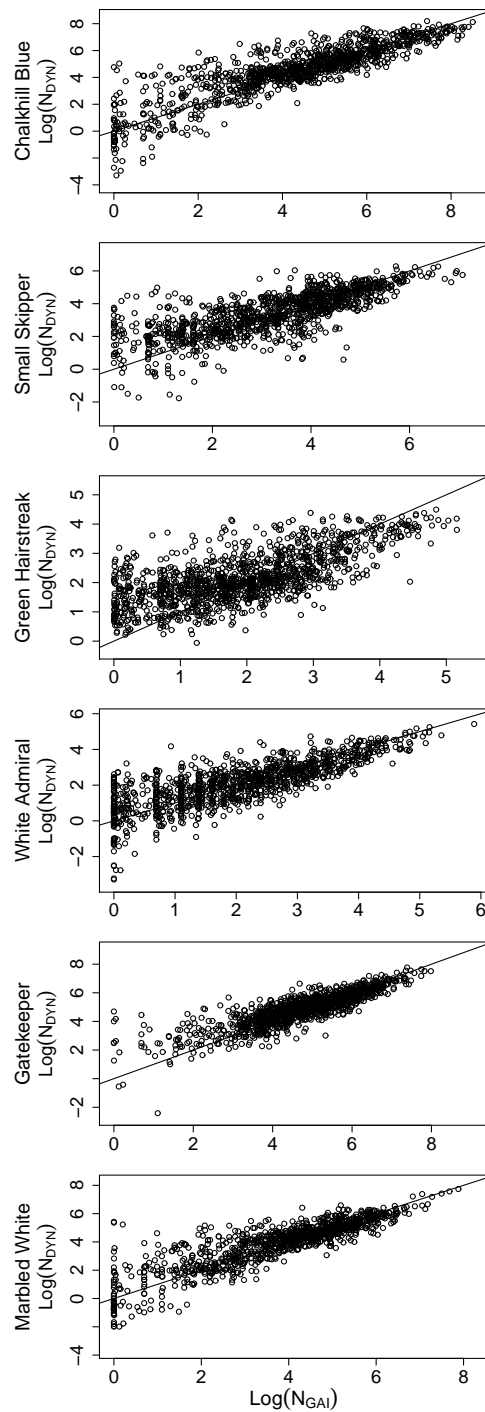 Chalkhill Blue
Log(N_DYN)
8
6
4
2
0
−4
0 2 4 6 8
Small Skipper
Log(N_DYN)
6
4
2
0
−2
0 2 4 6
Green Hairstreak
Log(N_DYN)
5
4
3
2
1
0
0 1 2 3 4 5
White Admiral
Log(N_DYN)
6
4
2
0
−2
0 1 2 3 4 5 6
Gatekeeper
Log(N_DYN)
8
6
4
2
−2
0 2 4 6 8
Marbled White
Log(N_DYN)
8
6
4
2
0
−4
0 2 4 6 8
Log(N_GAI)